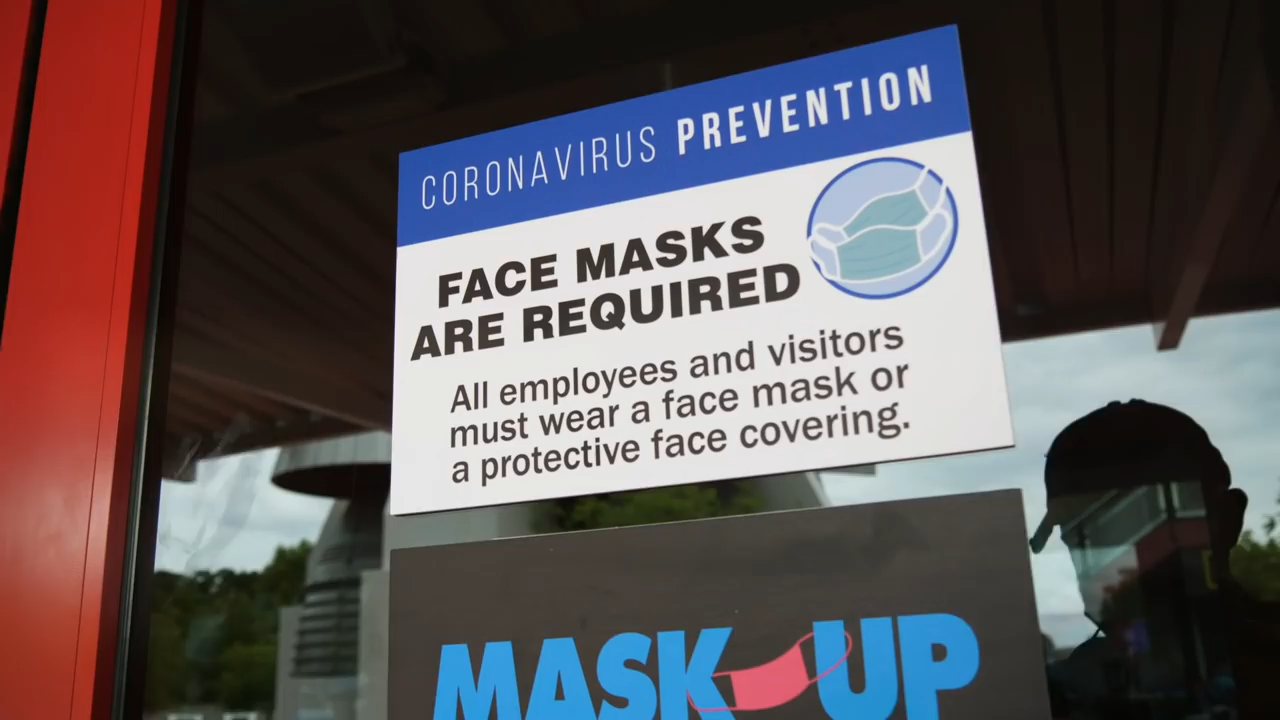 CORONAVIRUS PREVENTION
FACE MASKS
ARE REQUIRED
All employees and visitors
must wear a face mask or
a protective face covering.
MASK UP